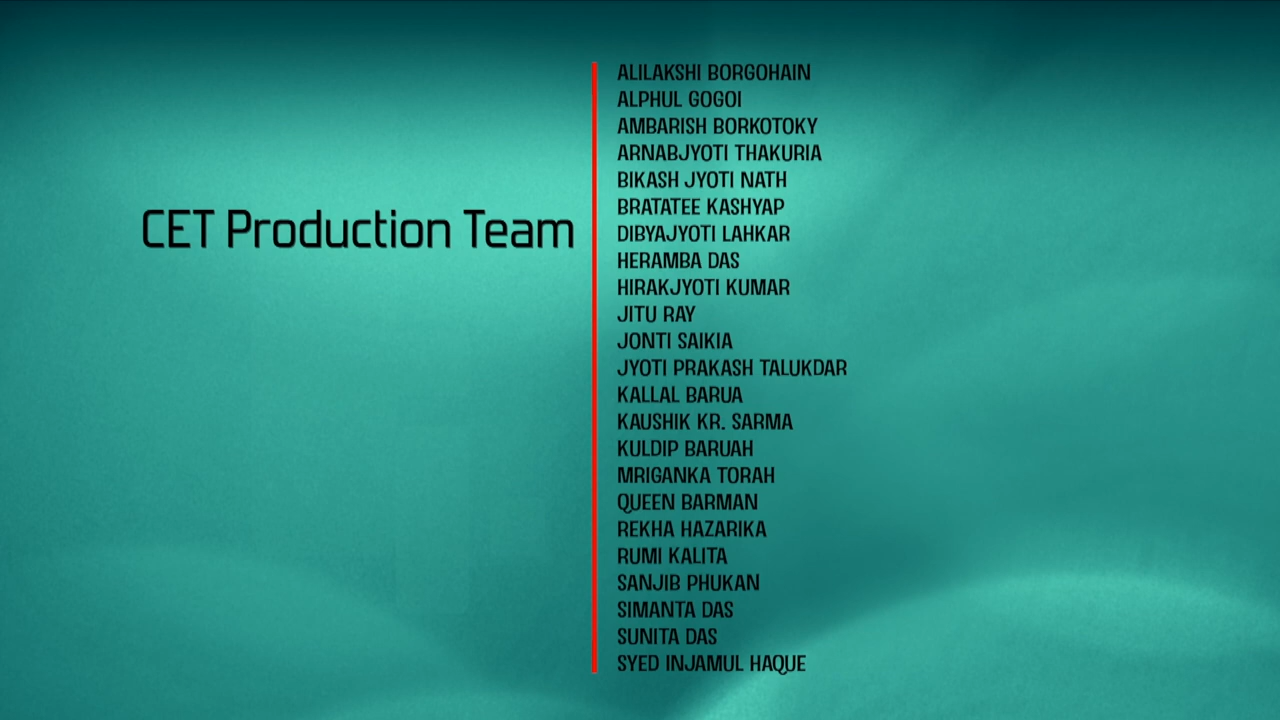 CET Production Team
ALILAKSHI BORGOHAIN
ALPHUL GOGOI
AMBARISH BORKOTOKY
ARNABJYOTI THAKURIA
BIKASH JYOTI NATH
BRATATEE KASHYAP
DIBYAJYOTI LAHKAR
HERAMBA DAS
HIRAKJYOTI KUMAR
JITU RAY
JONTI SAIKIA
JYOTI PRAKASH TALUKDAR
KALLAL BARUA
KAUSHIK KR. SARMA
KULDIP BARUAH
MRIGANKA TORAH
QUEEN BARMAN
REKHA HAZARIKA
RUMI KALITA
SANJIB PHUKAN
SIMANTA DAS
SUNITA DAS
SYED INJAMUL HAQUE